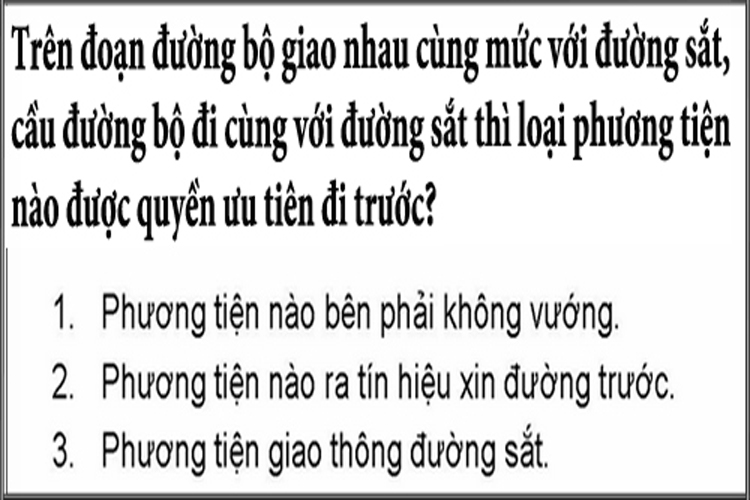 Trên đoạn đường bộ giao nhau cùng mức với đường sắt,
cầu đường bộ đi cùng với đường sắt thì loại phương tiện
nào được quyền ưu tiên đi trước?
1. Phương tiện nào bên phải không vướng.
2. Phương tiện nào ra tín hiệu xin đường trước.
3. Phương tiện giao thông đường sắt.